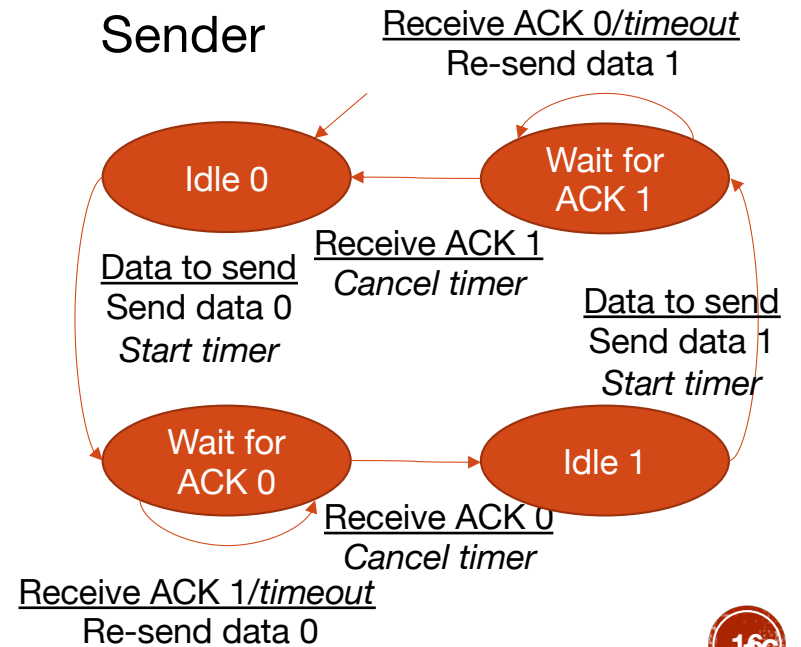 Sender
Receive ACK 0/timeout
Re-send data 1
Idle 0
Wait for
ACK 1
Receive ACK 1
Cancel timer
Data to send
Send data 0
Start timer
Data to send
Send data 1
Start timer
Wait for
ACK 0
Idle 1
Receive ACK 0
Cancel timer
Receive ACK 1/timeout
Re-send data 0